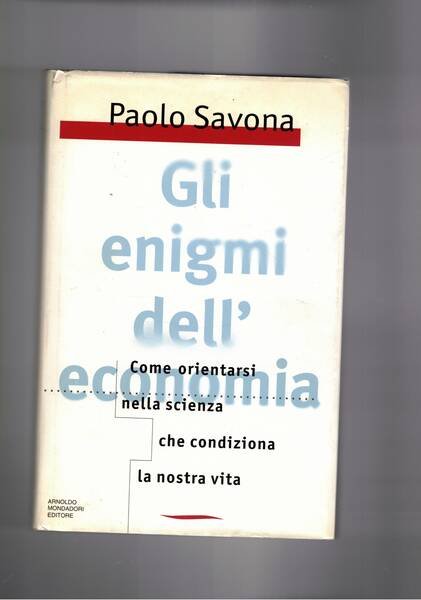 Paolo Savona
Gli
enigmi
dell'
economia
Come orientarsi
nella scienza
che condiziona
la nostra vita
ARNOLDO
MONDADORI
EDITORE